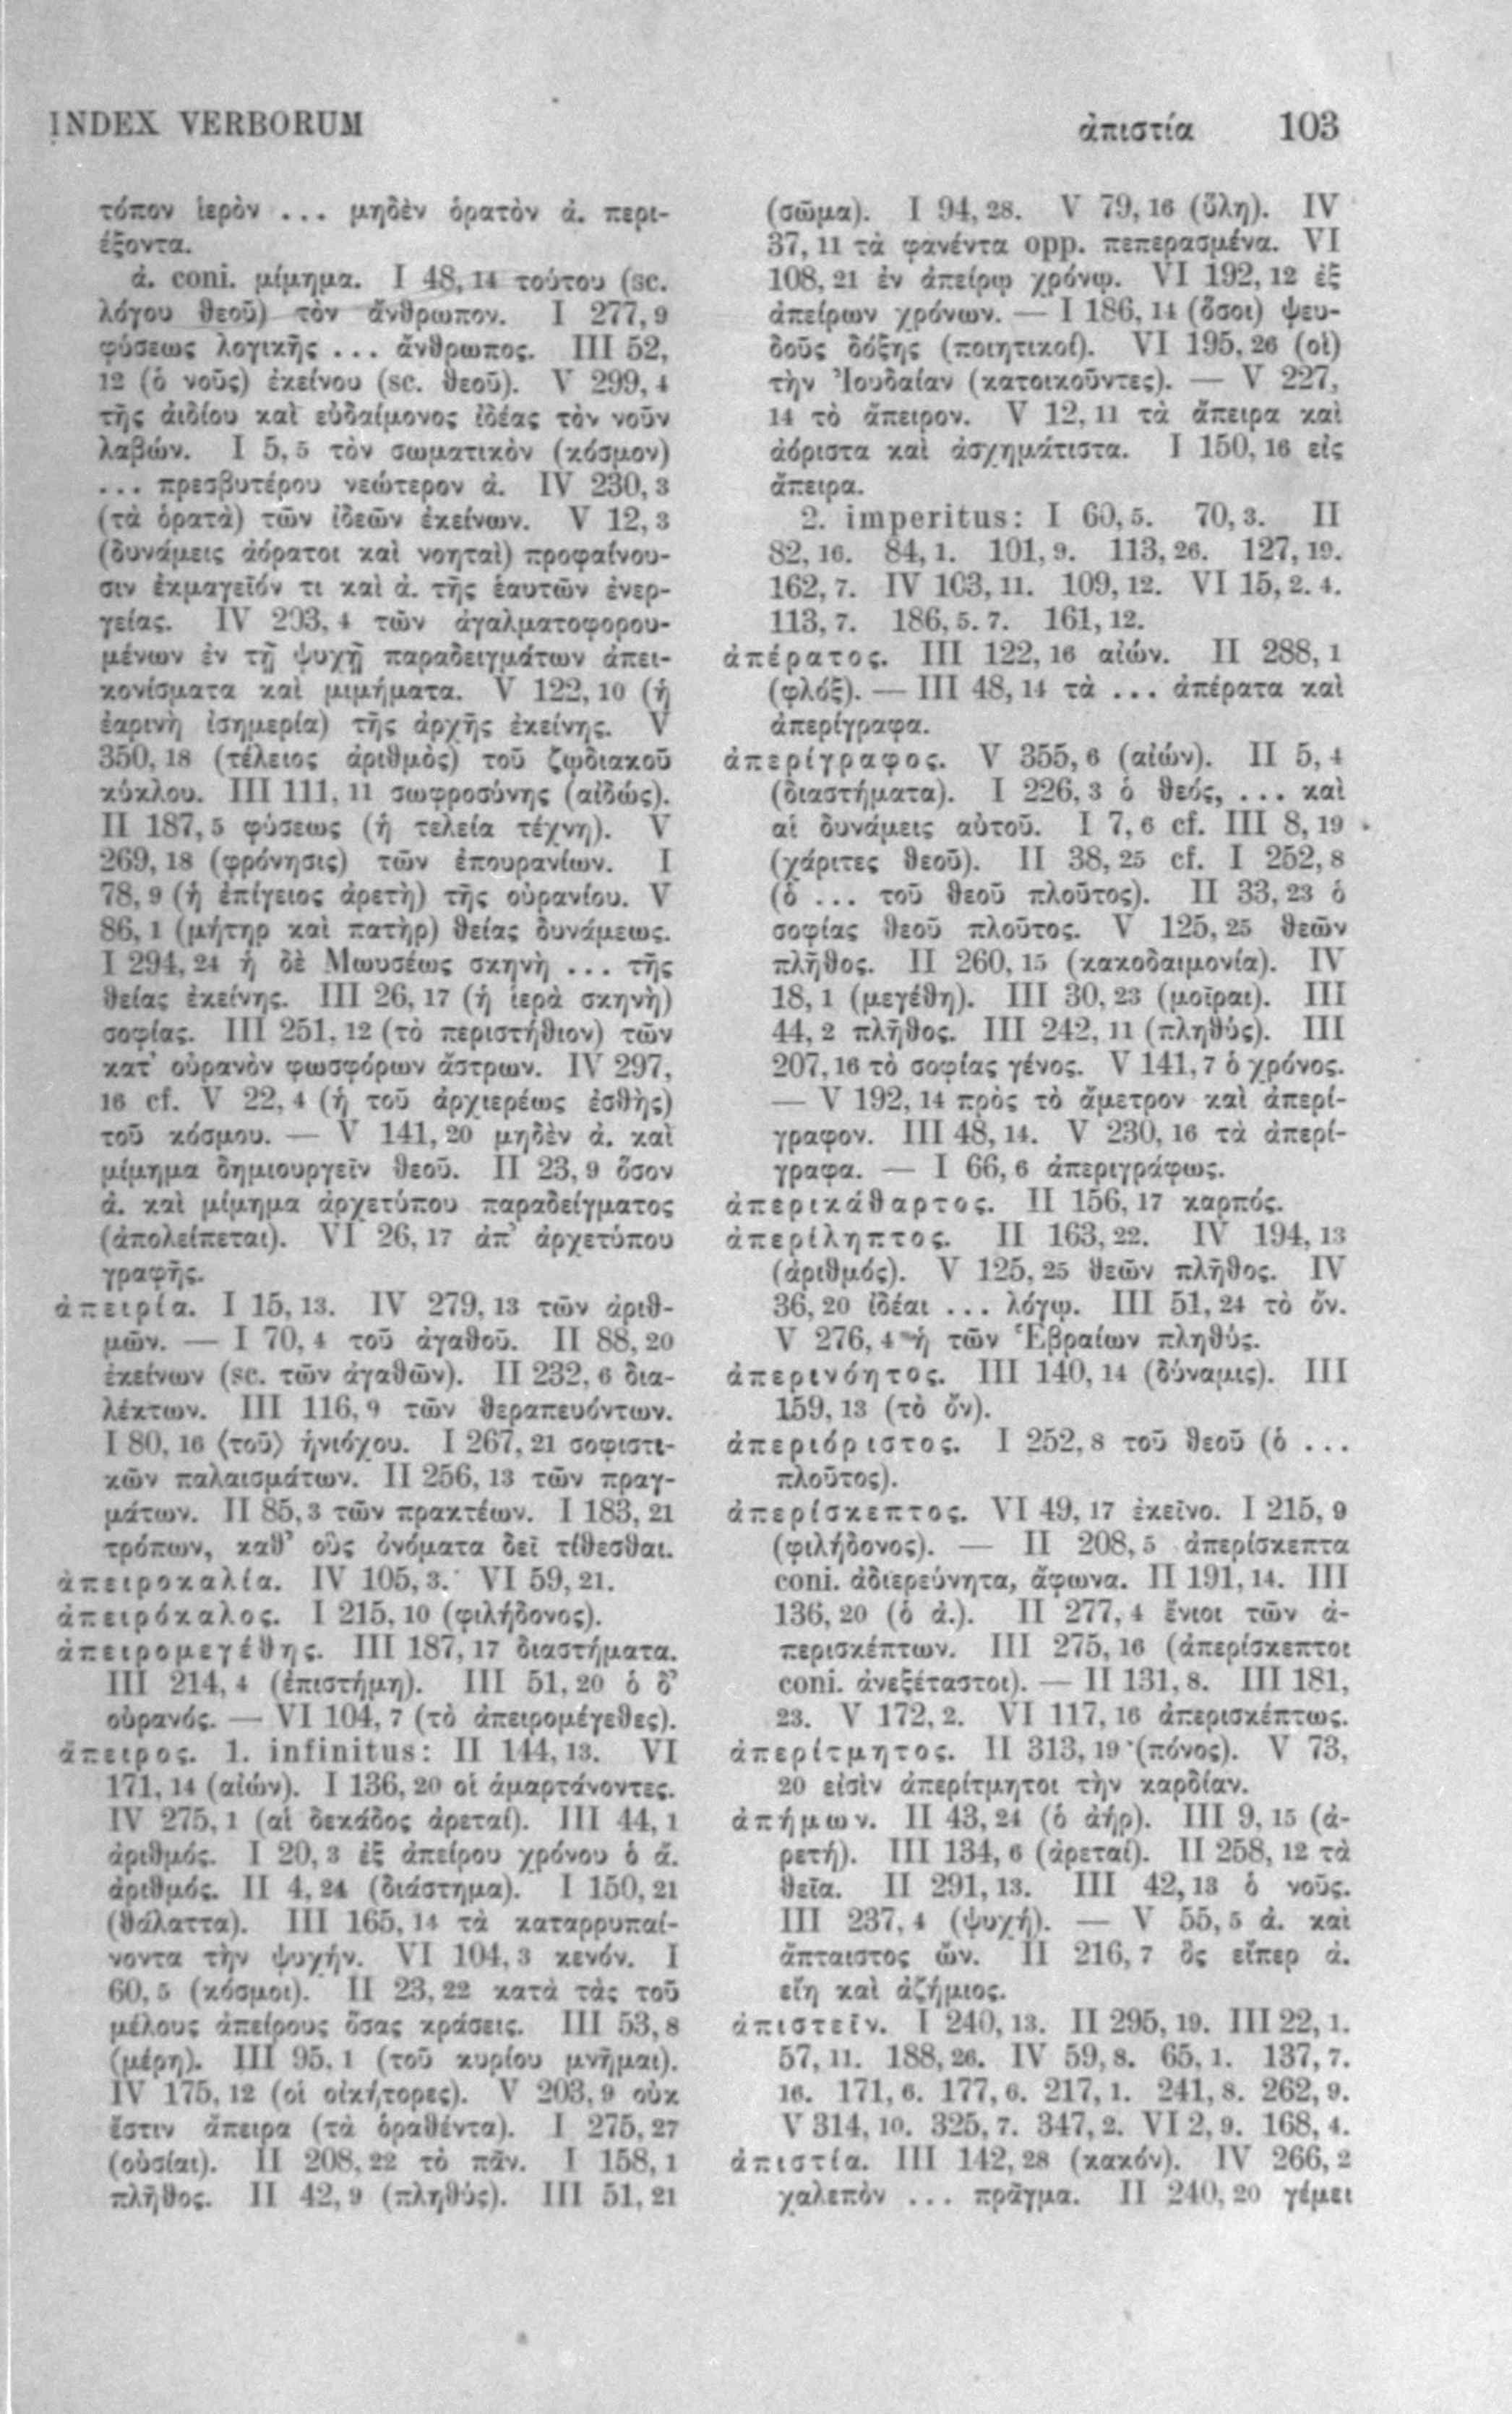 INDEX VERBORUM
ἀπιστία 103
τόπον ἱερὸν ... μηδὲν ὁρατὸν ἀ. περι-
έξοντα.
ἀ. coni. μίμημα. I 48, 14 τούτου (sc.
λόγου θεοῦ) τὸν ἄνθρωπον. I 277, 9
φύσεως λογικῆς ... ἄνθρωπος. III 52,
12 (ὁ νοῦς) ἐκείνου (sc. θεοῦ). V 299, 4
τῆς ἀιδίου καὶ εὐδαίμονος ἰδέας τὸν νοῦν
λαβών. I 5, 5 τὸν σωματικὸν (κόσμον)
... πρεσβυτέρου νεώτερον ἀ. IV 230, 3
(τὰ ὁρατὰ) τῶν ἰδεῶν ἐκείνων. V 12, 3
(δυνάμεις ἀόρατοι καὶ νοηταὶ) προφαίνου-
σιν ἐκμαγεῖόν τι καὶ ἀ. τῆς ἑαυτῶν ἐνερ-
γείας. IV 293, 4 τῶν ἀγαλματοφορου-
μένων ἐν τῇ ψυχῇ παραδειγμάτων ἀπει-
κονίσματα καὶ μιμήματα. V 122, 10 (ἡ
ἐαρινὴ ἰσημερία) τῆς ἀρχῆς ἐκείνης. V
350, 18 (τέλειος ἀριθμὸς) τοῦ ζῳδιακοῦ
κύκλου. III 111, 11 σωφροσύνης (αἰδώς).
II 187, 5 φύσεως (ἡ τελεία τέχνη). V
269, 18 (φρόνησις) τῶν ἐπουρανίων. I
78, 9 (ἡ ἐπίγειος ἀρετὴ) τῆς οὐρανίου. V
86, 1 (μήτηρ καὶ πατὴρ) θείας δυνάμεως.
I 294, 24 ἡ δὲ Μωυσέως σκηνὴ ... τῆς
θείας ἐκείνης. III 26, 17 (ἡ ἱερὰ σκηνὴ)
σοφίας. III 251, 12 (τὸ περιστήθιον) τῶν
κατ’ οὐρανὸν φωσφόρων ἄστρων. IV 297,
16 cf. V 22, 4 (ἡ τοῦ ἀρχιερέως ἐσθὴς)
τοῦ κόσμου. — V 141, 20 μηδὲν ἀ. καὶ
μίμημα δημιουργεῖν θεοῦ. II 23, 9 ὅσον
ἀ. καὶ μίμημα ἀρχετύπου παραδείγματος
(ἀπολείπεται). VI 26, 17 ἀπ’ ἀρχετύπου
γραφῆς.
ἀπειρία. I 15, 13. IV 279, 13 τῶν ἀριθ-
μῶν. — I 70, 4 τοῦ ἀγαθοῦ. II 88, 20
ἐκείνων (sc. τῶν ἀγαθῶν). II 232, 6 δια-
λέκτων. III 116, 9 τῶν θεραπευόντων.
I 80, 16 ⟨τοῦ⟩ ἡνιόχου. I 267, 21 σοφιστι-
κῶν παλαισμάτων. II 256, 13 τῶν πραγ-
μάτων. II 85, 3 τῶν πρακτέων. I 183, 21
τρόπων, καθ’ οὓς ὀνόματα δεῖ τίθεσθαι.
ἀπειροκαλία. IV 105, 3. VI 59, 21.
ἀπειρόκαλος. I 215, 10 (φιλήδονος).
ἀπειρομεγέθης. III 187, 17 διαστήματα.
III 214, 4 (ἐπιστήμη). III 51, 20 ὁ δ’
οὐρανός. — VI 104, 7 (τὸ ἀπειρομέγεθες).
ἄπειρος. 1. infinitus: II 144, 13. VI
171, 14 (αἰών). I 136, 20 οἱ ἁμαρτάνοντες.
IV 275, 1 (αἱ δεκάδος ἀρεταί). III 44, 1
ἀριθμός. I 20, 3 ἐξ ἀπείρου χρόνου ὁ ἄ.
ἀριθμός. II 4, 24 (διάστημα). I 150, 21
(θάλαττα). III 165, 14 τὰ καταρρυπαί-
νοντα τὴν ψυχήν. VI 104, 3 κενόν. I
60, 5 (κόσμοι). II 23, 22 κατὰ τὰς τοῦ
μέλους ἀπείρους ὅσας κράσεις. III 53, 8
(μέρη). III 95, 1 (τοῦ κυρίου μνῆμαι).
IV 175, 12 (οἱ οἰκήτορες). V 203, 9 οὐκ
ἔστιν ἄπειρα (τὰ ὁραθέντα). I 275, 27
(οὐσίαι). II 208, 22 τὸ πᾶν. I 158, 1
πλῆθος. II 42, 9 (πληθύς). III 51, 21
(σῶμα). I 94, 28. V 79, 16 (ὕλη). IV
37, 11 τὰ φανέντα opp. πεπερασμένα. VI
108, 21 ἐν ἀπείρῳ χρόνῳ. VI 192, 12 ἐξ
ἀπείρων χρόνων. — I 186, 14 (ὅσοι) ψευ-
δοῦς δόξης (ποιητικοί). VI 195, 26 (οἱ)
τὴν Ἰουδαίαν (κατοικοῦντες). — V 227,
14 τὸ ἄπειρον. V 12, 11 τὰ ἄπειρα καὶ
ἀόριστα καὶ ἀσχημάτιστα. I 150, 16 εἰς
ἄπειρα.
2. imperitus: I 60, 5. 70, 3. II
82, 16. 84, 1. 101, 9. 113, 26. 127, 19.
162, 7. IV 103, 11. 109, 12. VI 15, 2. 4.
113, 7. 186, 5. 7. 161, 12.
ἀπέρατος. III 122, 16 αἰών. II 288, 1
(φλόξ). — III 48, 14 τὰ ... ἀπέρατα καὶ
ἀπερίγραφα.
ἀπερίγραφος. V 355, 6 (αἰών). II 5, 4
(διαστήματα). I 226, 3 ὁ θεός, ... καὶ
αἱ δυνάμεις αὐτοῦ. I 7, 6 cf. III 8, 19
(χάριτες θεοῦ). II 38, 25 cf. I 252, 8
(ὁ ... τοῦ θεοῦ πλοῦτος). II 33, 23 ὁ
σοφίας θεοῦ πλοῦτος. V 125, 25 θεῶν
πλῆθος. II 260, 15 (κακοδαιμονία). IV
18, 1 (μεγέθη). III 30, 23 (μοῖραι). III
44, 2 πλῆθος. III 242, 11 (πληθύς). III
207, 16 τὸ σοφίας γένος. V 141, 7 ὁ χρόνος.
— V 192, 14 πρὸς τὸ ἄμετρον καὶ ἀπερί-
γραφον. III 48, 14. V 230, 16 τὰ ἀπερί-
γραφα. — I 66, 6 ἀπεριγράφως.
ἀπερικάθαρτος. II 156, 17 καρπός.
ἀπερίληπτος. II 163, 22. IV 194, 13
(ἀριθμός). V 125, 25 θεῶν πλῆθος. IV
36, 20 ἰδέαι ... λόγῳ. III 51, 24 τὸ ὄν.
V 276, 4 ἡ τῶν Ἑβραίων πληθύς.
ἀπερινόητος. III 140, 14 (δύναμις). III
159, 13 (τὸ ὄν).
ἀπεριόριστος. I 252, 8 τοῦ θεοῦ (ὁ ...
πλοῦτος).
ἀπερίσκεπτος. VI 49, 17 ἐκεῖνο. I 215, 9
(φιλήδονος). — II 208, 5 ἀπερίσκεπτα
coni. ἀδιερεύνητα, ἄφωνα. II 191, 14. III
136, 20 (ὁ ἀ.). II 277, 4 ἔνιοι τῶν ἀ-
περισκέπτων. III 275, 16 (ἀπερίσκεπτοι
coni. ἀνεξέταστοι). — II 131, 8. III 181,
23. V 172, 2. VI 117, 16 ἀπερισκέπτως.
ἀπερίτμητος. II 313, 19 (πόνος). V 73,
20 εἰσὶν ἀπερίτμητοι τὴν καρδίαν.
ἀπήμων. II 43, 24 (ὁ ἀήρ). III 9, 15 (ἀ-
ρετή). III 134, 6 (ἀρεταί). II 258, 12 τὰ
θεῖα. II 291, 13. III 42, 13 ὁ νοῦς.
III 237, 4 (ψυχή). — V 55, 5 ἀ. καὶ
ἄπταιστος ὤν. II 216, 7 ὃς εἴπερ ἀ.
εἴη καὶ ἀζήμιος.
ἀπιστεῖν. I 240, 13. II 295, 19. III 22, 1.
57, 11. 188, 26. IV 59, 8. 65, 1. 137, 7.
16. 171, 6. 177, 6. 217, 1. 241, 8. 262, 9.
V 314, 10. 325, 7. 347, 2. VI 2, 9. 168, 4.
ἀπιστία. III 142, 28 (κακόν). IV 266, 2
χαλεπὸν ... πρᾶγμα. II 240, 20 γέμει